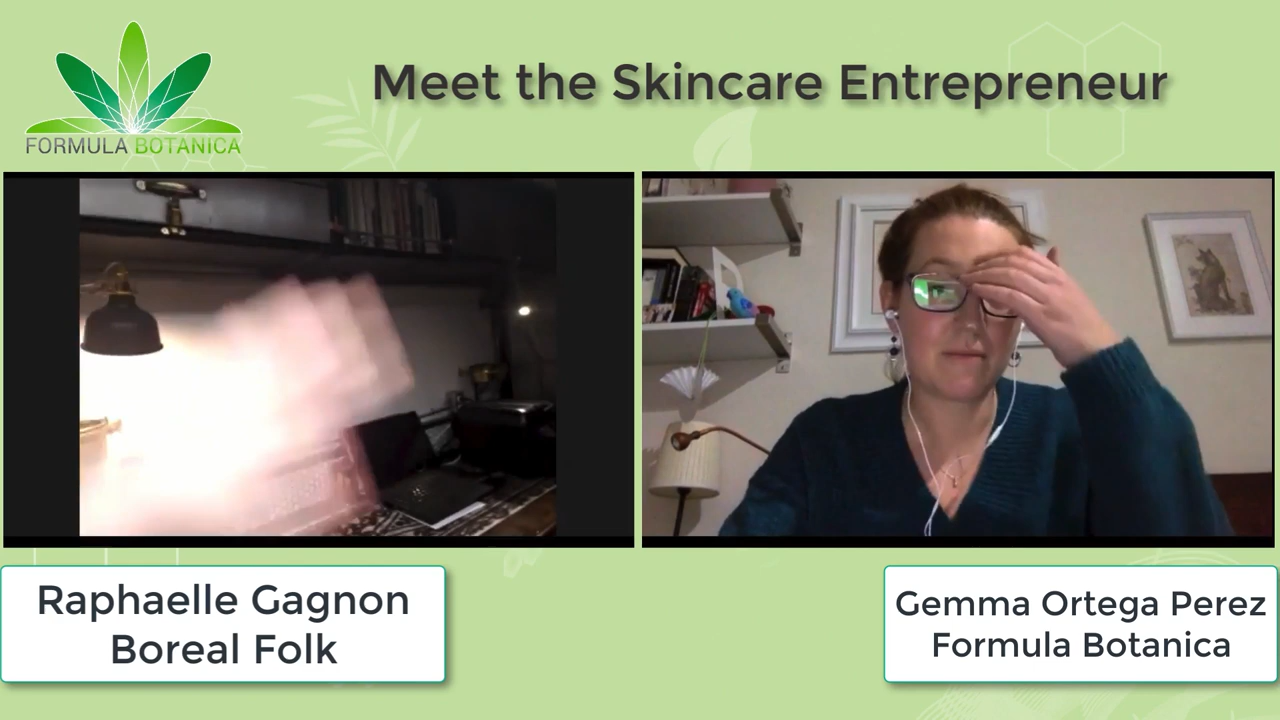 FORMULA BOTANICA
Meet the Skincare Entrepreneur
Raphaelle Gagnon
Boreal Folk
Gemma Ortega Perez
Formula Botanica